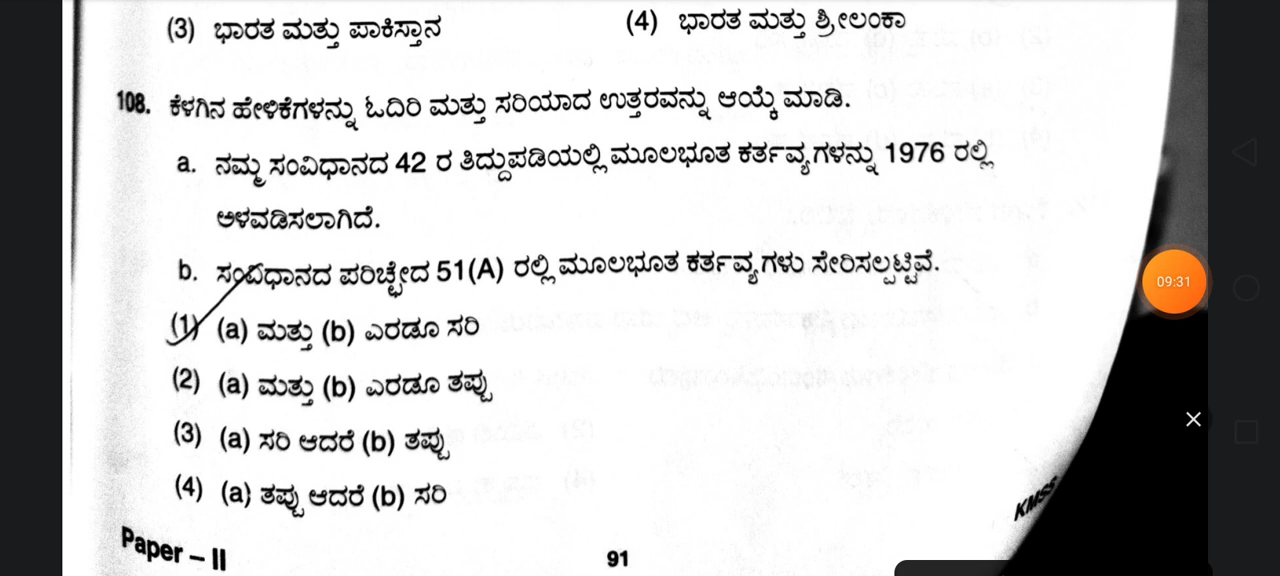 (3) ಭಾರತ ಮತ್ತು ಪಾಕಿಸ್ತಾನ (4) ಭಾರತ ಮತ್ತು ಶ್ರೀಲಂಕಾ
108. ಕೆಳಗಿನ ಹೇಳಿಕೆಗಳನ್ನು ಓದಿರಿ ಮತ್ತು ಸರಿಯಾದ ಉತ್ತರವನ್ನು ಆಯ್ಕೆ ಮಾಡಿ.
a. ನಮ್ಮ ಸಂವಿಧಾನದ 42 ರ ತಿದ್ದುಪಡಿಯಲ್ಲಿ ಮೂಲಭೂತ ಕರ್ತವ್ಯಗಳನ್ನು 1976 ರಲ್ಲಿ
ಅಳವಡಿಸಲಾಗಿದೆ.
b. ಸಂವಿಧಾನದ ಪರಿಚ್ಛೇದ 51(A) ರಲ್ಲಿ ಮೂಲಭೂತ ಕರ್ತವ್ಯಗಳು ಸೇರಿಸಲ್ಪಟ್ಟಿವೆ.
(1) (a) ಮತ್ತು (b) ಎರಡೂ ಸರಿ
(2) (a) ಮತ್ತು (b) ಎರಡೂ ತಪ್ಪು
(3) (a) ಸರಿ ಆದರೆ (b) ತಪ್ಪು
(4) (a) ತಪ್ಪು ಆದರೆ (b) ಸರಿ
Paper – II 91 KMSS
09:31